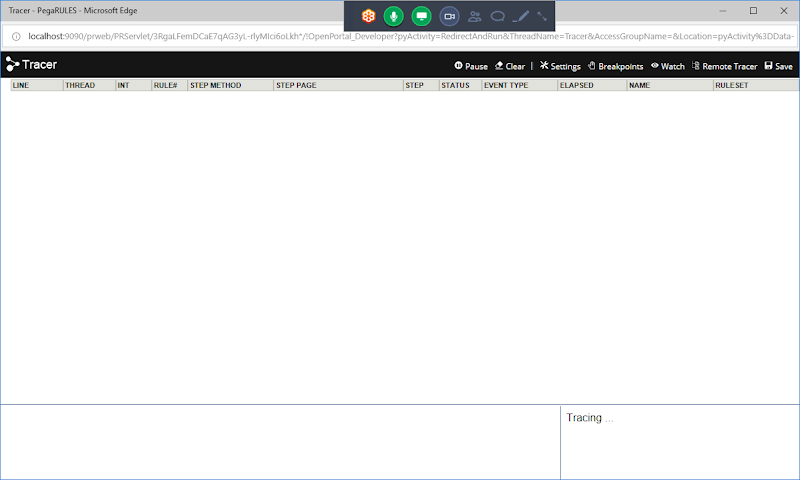 Tracer - PegaRULES - Microsoft Edge
localhost:9090/prweb/PRServlet/3RgaLFemDCaE7qAG3yL-rlyMIci6oLkh*/!OpenPortal_Developer?pyActivity=RedirectAndRun&ThreadName=Tracer&AccessGroupName=&Location=pyActivity%3DData-
Tracer Pause Clear | Settings Breakpoints Watch Remote Tracer Save
LINE THREAD INT RULE# STEP METHOD STEP PAGE STEP STATUS EVENT TYPE ELAPSED NAME RULESET
Tracing ...